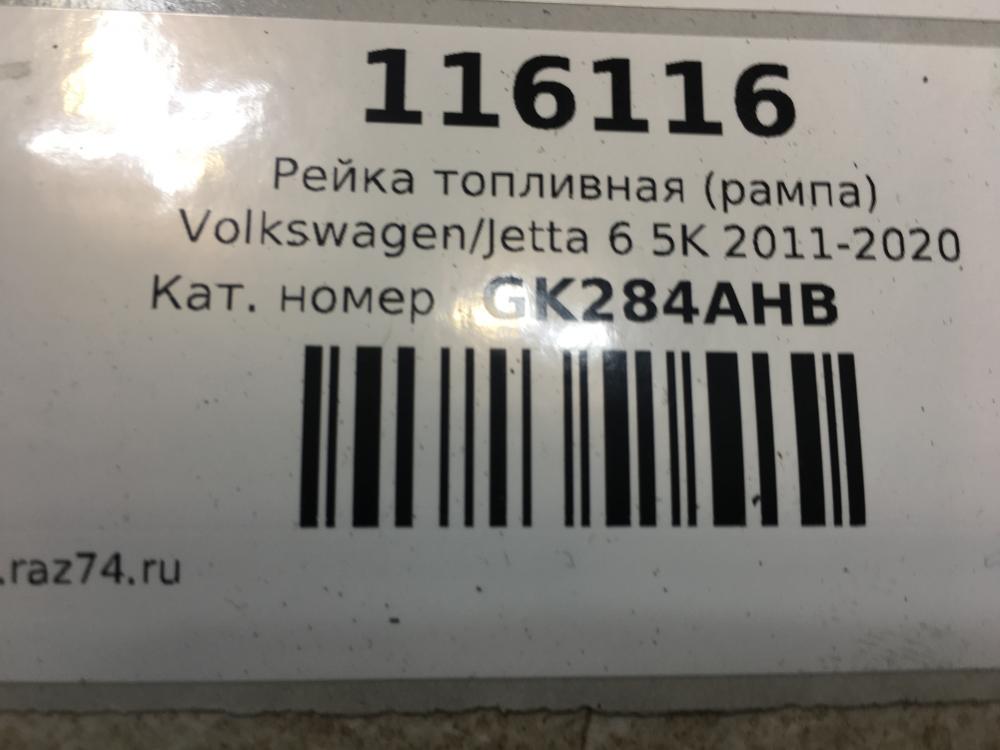 116116
Рейка топливная (рампа)
Volkswagen/Jetta 6 5K 2011-2020
Кат. номер GK284AHB
.raz74.ru